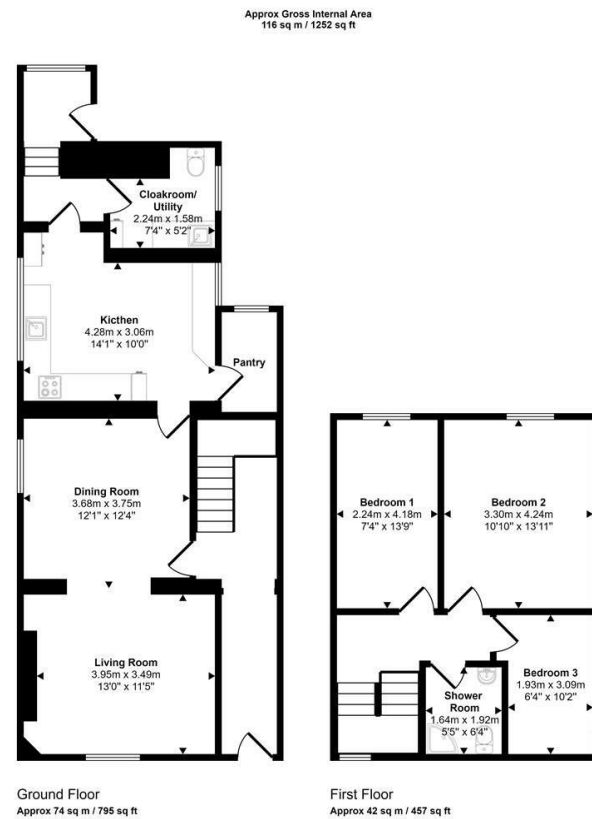 Approx Gross Internal Area
116 sq m / 1252 sq ft
Cloakroom/
Utility
2.24m x 1.58m
7'4" x 5'2"
Kicthen
4.28m x 3.06m
14'1" x 10'0"
Pantry
Dining Room
3.68m x 3.75m
12'1" x 12'4"
Living Room
3.95m x 3.49m
13'0" x 11'5"
Ground Floor
Approx 74 sq m / 795 sq ft
Bedroom 1
2.24m x 4.18m
7'4" x 13'9"
Bedroom 2
3.30m x 4.24m
10'10" x 13'11"
Bedroom 3
1.93m x 3.09m
6'4" x 10'2"
Shower
Room
1.64m x 1.92m
5'5" x 6'4"
First Floor
Approx 42 sq m / 457 sq ft